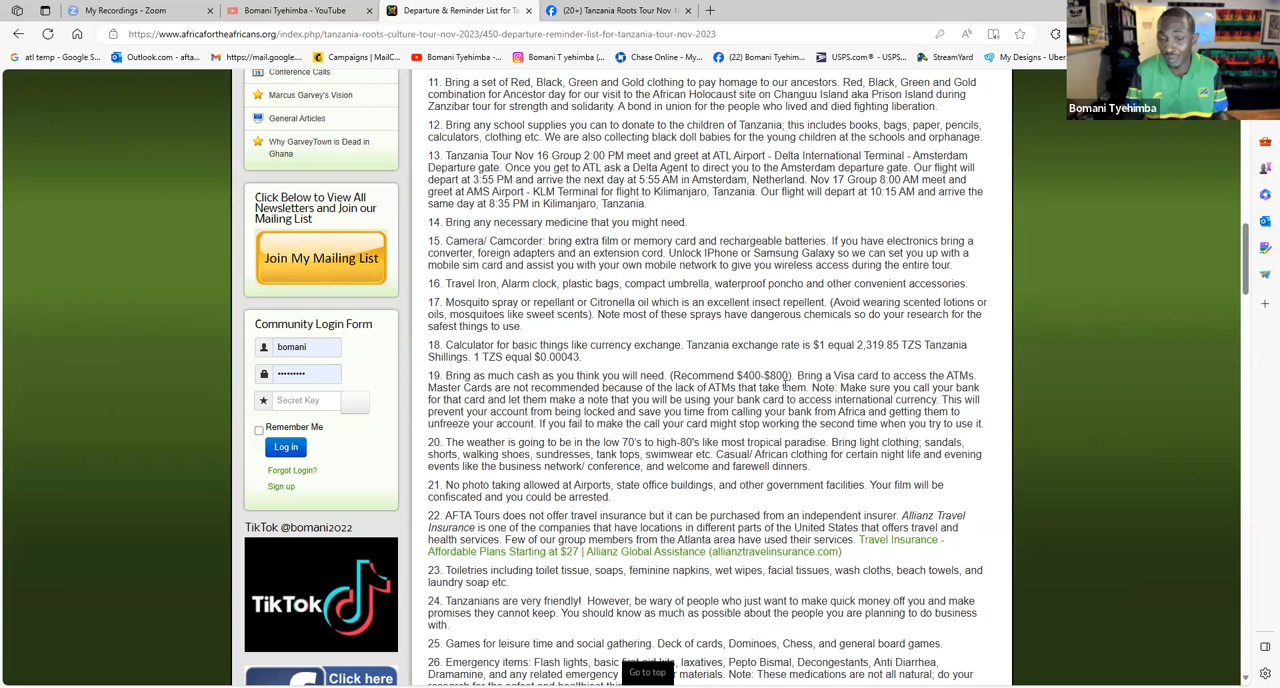 My Recordings - Zoom
Bomani Tyehimba - YouTube
Departure & Reminder List for Ta
(20+) Tanzania Roots Tour Nov 1
https://www.africafortheafricans.org/index.php/tanzania-roots-culture-tour-nov-2023/450-departure-reminder-list-for-tanzania-tour-nov-2023
atl temp - Google S...
Outlook.com - afta...
https://mail.google...
Campaigns | MailC...
Bomani Tyehimba -...
Bomani T yehimba (...
Chase Online -My...
(22) Bomani Tyehim...
USPS.com® - USPS...
StreamYard
My Designs - Uber
Bomani Tyehimba
Conference Calls
Marcus Garvey's Vision
General Articles
Why GarveyTown is Dead in
Ghana
Click Below to View All
Newsletters and Join our
Mailing List
Join My Mailing List
Community Login Form
bomani
Secret Key
Remember Me
Log in
Forgot Login?
Sign up
TikTok @bomani2022
TikTok
Click here
11. Bring a set of Red, Black, Green and Gold clothing to pay homage to our ancestors. Red, Black, Green and Gold
combination for Ancestor day for our visit to the African Holocaust site on Changuu Island aka Prison Island during
Zanzibar tour for strength and solidarity. A bond in union for the people who lived and died fighting liberation.
12. Bring any school supplies you can to donate to the children of Tanzania; this includes books, bags, paper, pencils,
calculators, clothing etc. We are also collecting black doll babies for the young children at the schools and orphanage.
13. Tanzania Tour Nov 16 Group 2:00 PM meet and greet at ATL Airport - Delta International Terminal - Amsterdam
Departure gate. Once you get to ATL ask a Delta Agent to direct you to the Amsterdam departure gate. Our flight will
depart at 3:55 PM and arrive the next day at 5:55 AM in Amsterdam, Netherland. Nov 17 Group 8:00 AM meet and
greet at AMS Airport - KLM Terminal for flight to Kilimanjaro, Tanzania. Our flight will depart at 10:15 AM and arrive the
same day at 8:35 PM in Kilimanjaro, Tanzania.
14. Bring any necessary medicine that you might need.
15. Camera/ Camcorder: bring extra film or memory card and rechargeable batteries. If you have electronics bring a
converter, foreign adapters and an extension cord. Unlock IPhone or Samsung Galaxy so we can set you up with a
mobile sim card and assist you with your own mobile network to give you wireless access during the entire tour.
16. Travel Iron, Alarm clock, plastic bags, compact umbrella, waterproof poncho and other convenient accessories.
17. Mosquito spray or repellant or Citronella oil which is an excellent insect repellent. (Avoid wearing scented lotions or
oils, mosquitoes like sweet scents). Note most of these sprays have dangerous chemicals so do your research for the
safest things to use.
18. Calculator for basic things like currency exchange. Tanzania exchange rate is $1 equal 2,319.85 TZS Tanzania
Shillings. 1 TZS equal $0.00043.
19. Bring as much cash as you think you will need. (Recommend $400-$800). Bring a Visa card to access the ATMs.
Master Cards are not recommended because of the lack of ATMs that take them. Note: Make sure you call your bank
for that card and let them make a note that you will be using your bank card to access international currency. This will
prevent your account from being locked and save you time from calling your bank from Africa and getting them to
unfreeze your account. If you fail to make the call your card might stop working the second time when you try to use it.
20. The weather is going to be in the low 70's to high-80's like most tropical paradise. Bring light clothing; sandals,
shorts, walking shoes, sundresses, tank tops, swimwear etc. Casual/ African clothing for certain night life and evening
events like the business network/ conference, and welcome and farewell dinners.
21. No photo taking allowed at Airports, state office buildings, and other government facilities. Your film will be
confiscated and you could be arrested.
22. AFTA Tours does not offer travel insurance but it can be purchased from an independent insurer. Allianz Travel
Insurance is one of the companies that have locations in different parts of the United States that offers travel and
health services. Few of our group members from the Atlanta area have used their services. Travel Insurance -
Affordable Plans Starting at $27 | Allianz Global Assistance (allianztravelinsurance.com)
23. Toiletries including toilet tissue, soaps, feminine napkins, wet wipes, facial tissues, wash cloths, beach towels, and
laundry soap etc.
24. Tanzanians are very friendly! However, be wary of people who just want to make quick money off you and make
promises they cannot keep. You should know as much as possible about the people you are planning to do business
with.
25. Games for leisure time and social gathering. Deck of cards, Dominoes, Chess, and general board games.
26. Emergency items: Flash lights, basic first aid kits, laxatives, Pepto Bismal, Decongestants, Anti Diarrhea,
Dramamine, and any related emergency materials. Note: These medications are not all natural; do your
Go to top